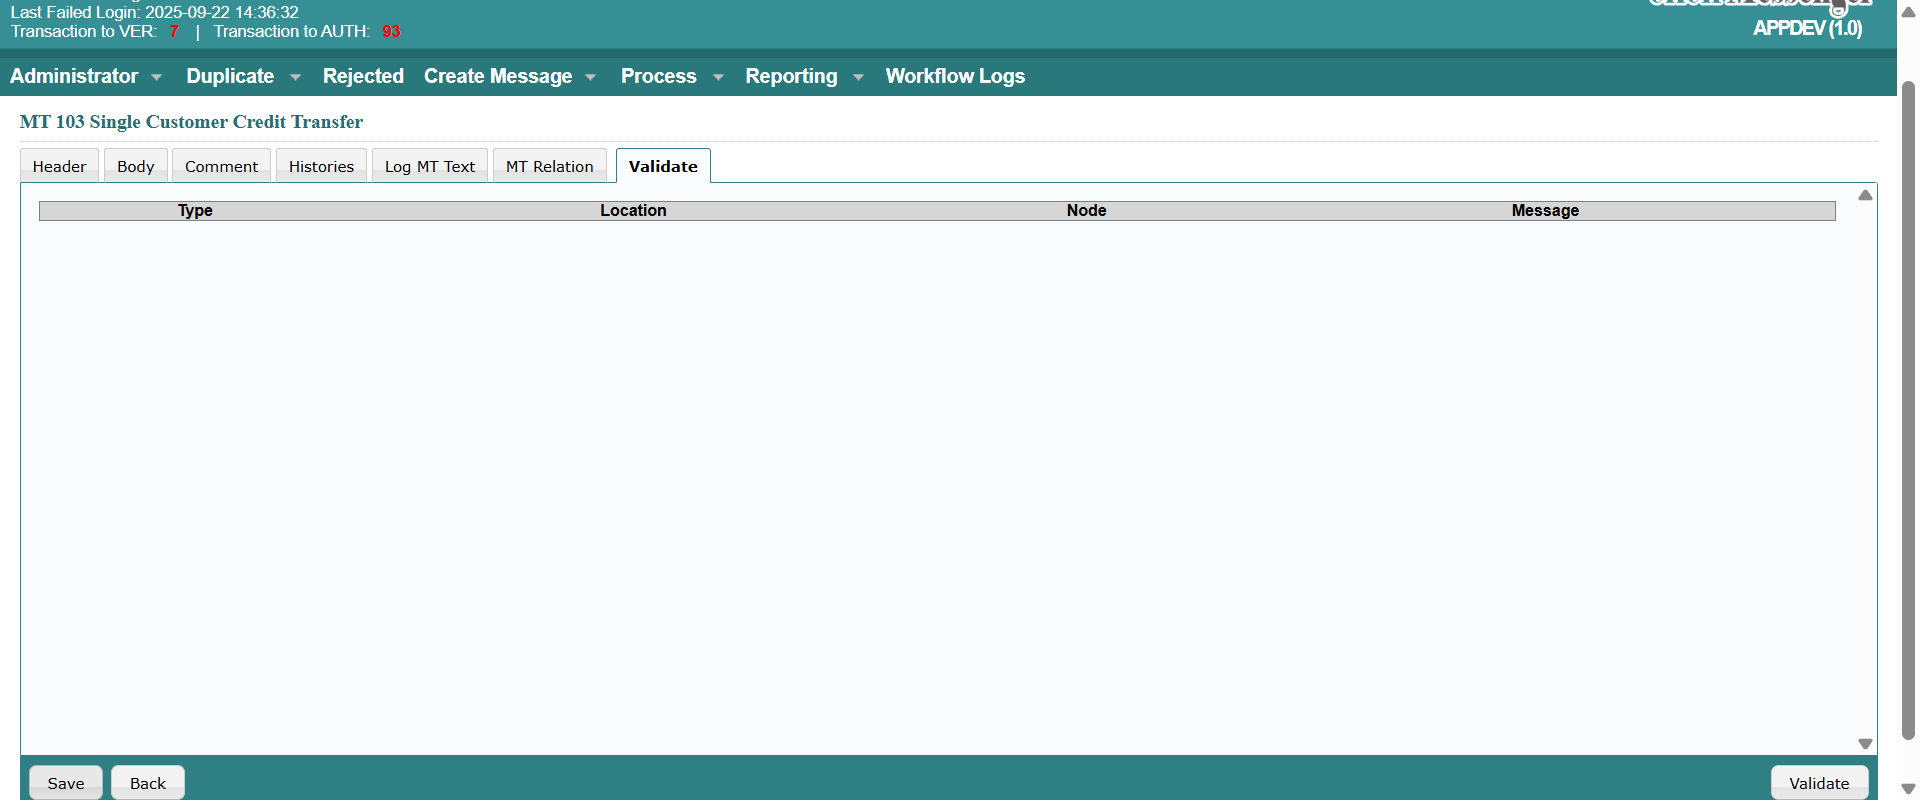 Last Failed Login: 2025-09-22 14:36:32
Transaction to VER: 7 | Transaction to AUTH: 93
APPDEV (1.0)
Administrator Duplicate Rejected Create Message Process Reporting Workflow Logs
MT 103 Single Customer Credit Transfer
Header Body Comment Histories Log MT Text MT Relation Validate
Type Location Node Message
Save Back Validate